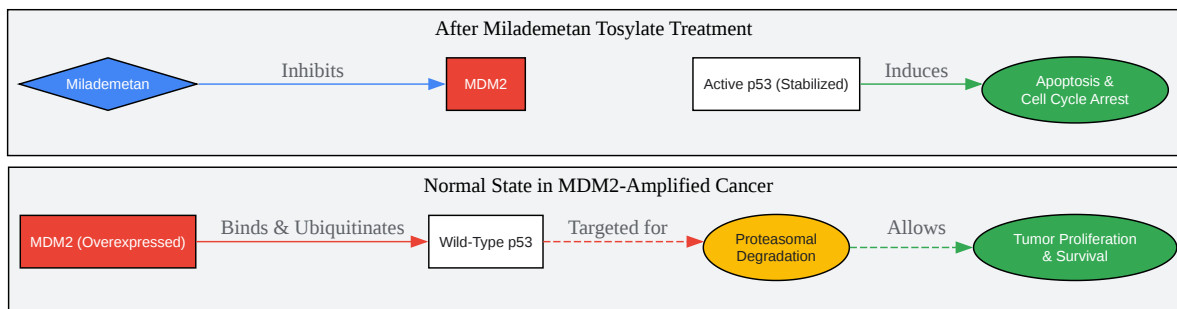 After Milademetan Tosylate Treatment
Milademetan
Inhibits
MDM2
Active p53 (Stabilized)
Induces
Apoptosis &
Cell Cycle Arrest
Normal State in MDM2-Amplified Cancer
MDM2 (Overexpressed)
Binds & Ubiquitinates
Wild-Type p53
Targeted for
Proteasomal
Degradation
Allows
Tumor Proliferation
& Survival